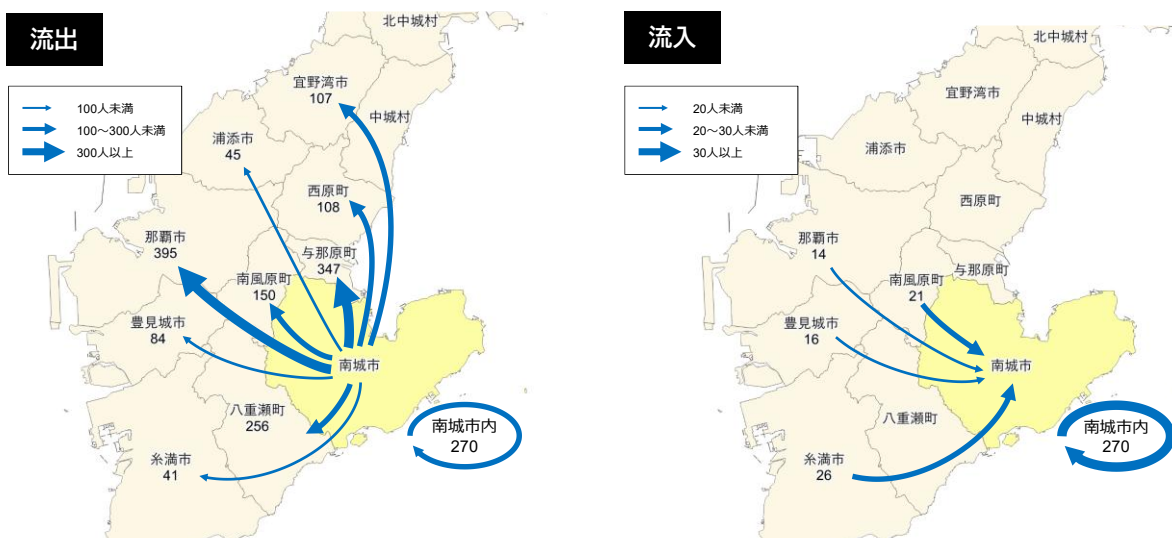 流出
100人未満
100～300人未満
300人以上
北中城村
宜野湾市
107
中城村
浦添市
45
西原町
108
那覇市
395
与那原町
347
南風原町
150
豊見城市
84
南城市
八重瀬町
256
南城市内
270
糸満市
41
流入
20人未満
20～30人未満
30人以上
北中城村
宜野湾市
中城村
浦添市
西原町
那覇市
14
与那原町
南風原町
21
豊見城市
16
南城市
八重瀬町
南城市内
270
糸満市
26